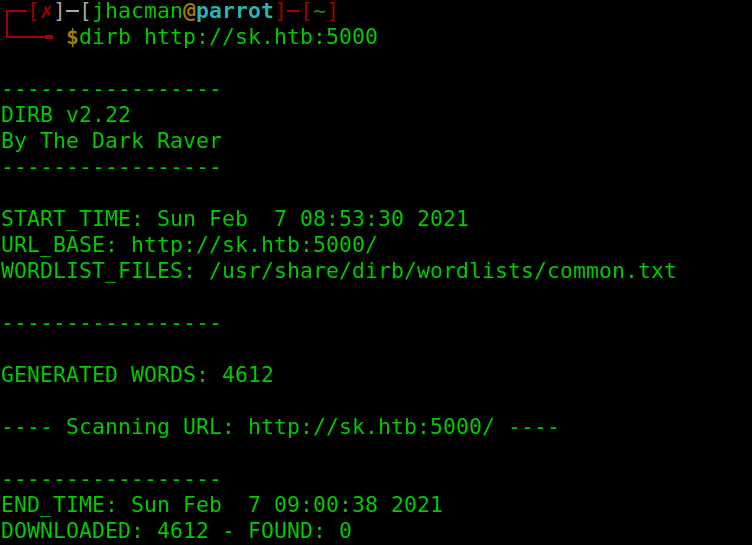 ┌─[✗]─[jhacman@parrot]─[~]
└──╼ $dirb http://sk.htb:5000
-----------------
DIRB v2.22
By The Dark Raver
-----------------
START_TIME: Sun Feb  7 08:53:30 2021
URL_BASE: http://sk.htb:5000/
WORDLIST_FILES: /usr/share/dirb/wordlists/common.txt
-----------------
GENERATED WORDS: 4612
---- Scanning URL: http://sk.htb:5000/ ----
-----------------
END_TIME: Sun Feb  7 09:00:38 2021
DOWNLOADED: 4612 - FOUND: 0